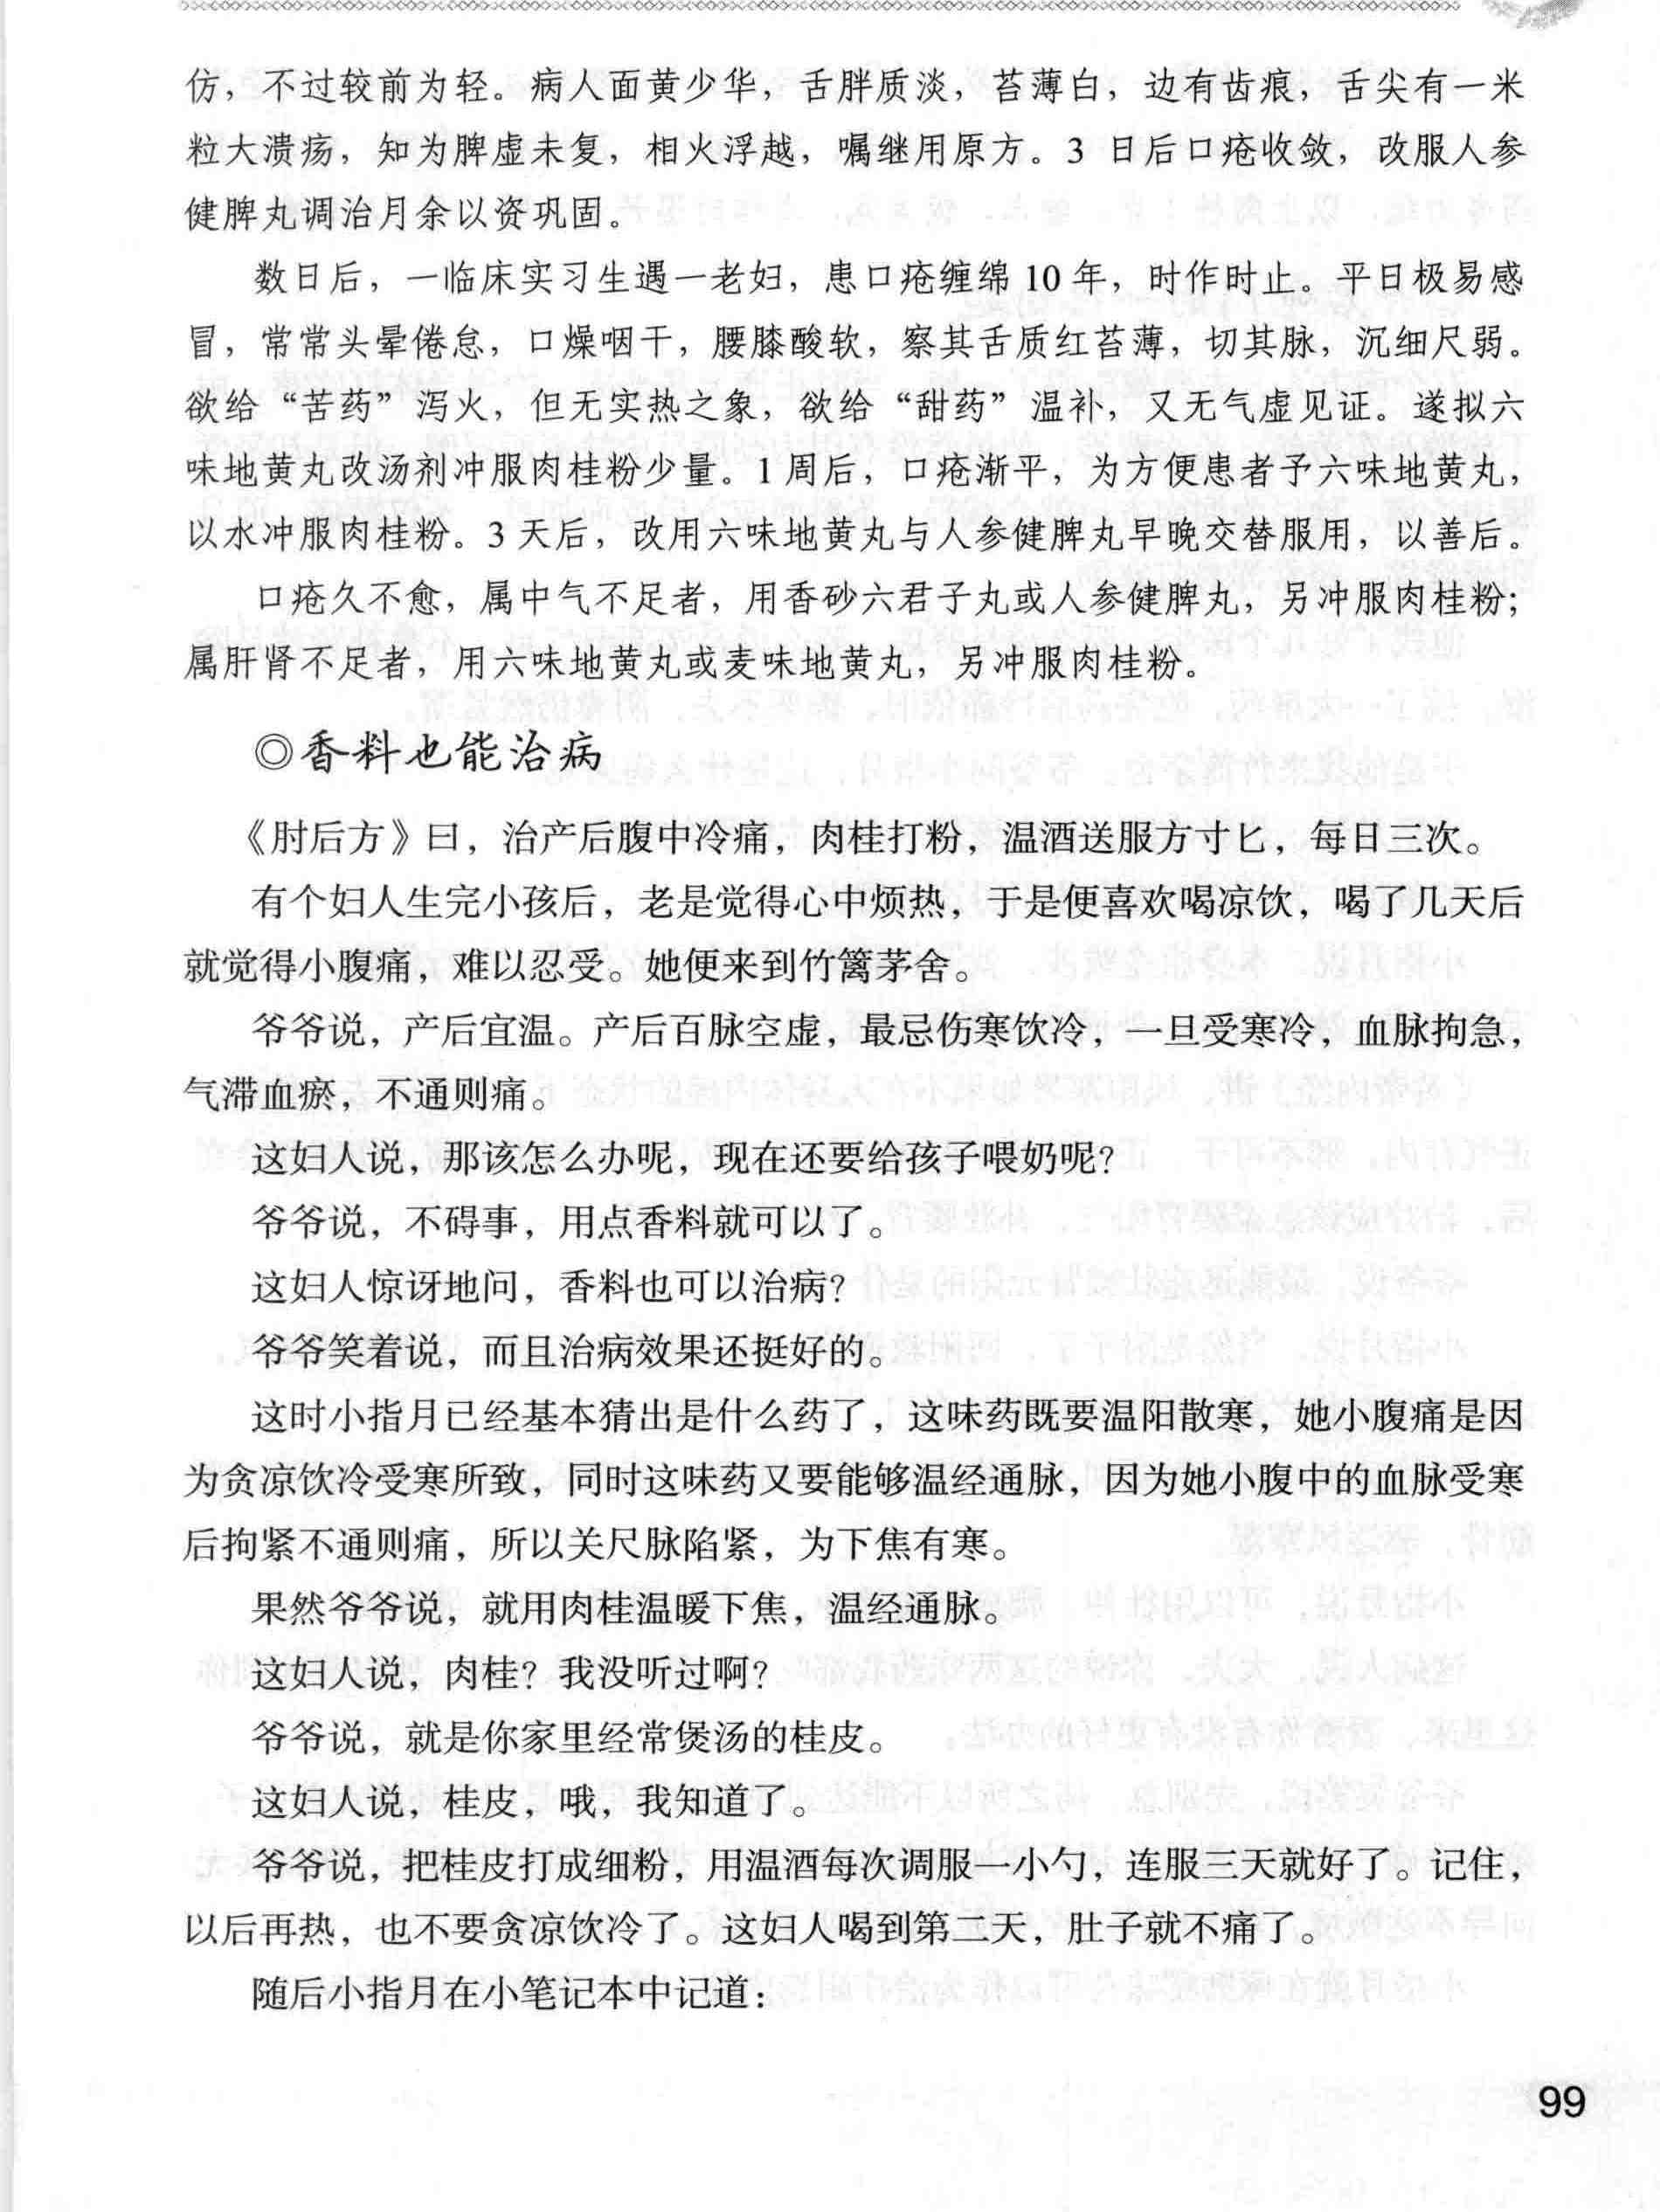 仿，不过较前为轻。病人面黄少华，舌胖质淡，苔薄白，边有齿痕，舌尖有一米
粒大溃疡，知为脾虚未复，相火浮越，嘱继用原方。3 日后口疮收敛，改服人参
健脾丸调治月余以资巩固。
数日后，一临床实习生遇一老妇，患口疮缠绵 10 年，时作时止。平日极易感
冒，常常头晕倦怠，口燥咽干，腰膝酸软，察其舌质红苔薄，切其脉，沉细尺弱。
欲给“苦药”泻火，但无实热之象，欲给“甜药”温补，又无气虚见证。遂拟六
味地黄丸改汤剂冲服肉桂粉少量。1 周后，口疮渐平，为方便患者予六味地黄丸，
以水冲服肉桂粉。3 天后，改用六味地黄丸与人参健脾丸早晚交替服用，以善后。
口疮久不愈，属中气不足者，用香砂六君子丸或人参健脾丸，另冲服肉桂粉；
属肝肾不足者，用六味地黄丸或麦味地黄丸，另冲服肉桂粉。
◎香料也能治病
《肘后方》曰，治产后腹中冷痛，肉桂打粉，温酒送服方寸匕，每日三次。
有个妇人生完小孩后，老是觉得心中烦热，于是便喜欢喝凉饮，喝了几天后
就觉得小腹痛，难以忍受。她便来到竹篱茅舍。
爷爷说，产后宜温。产后百脉空虚，最忌伤寒饮冷，一旦受寒冷，血脉拘急，
气滞血瘀，不通则痛。
这妇人说，那该怎么办呢，现在还要给孩子喂奶呢？
爷爷说，不碍事，用点香料就可以了。
这妇人惊讶地问，香料也可以治病？
爷爷笑着说，而且治病效果还挺好的。
这时小指月已经基本猜出是什么药了，这味药既要温阳散寒，她小腹痛是因
为贪凉饮冷受寒所致，同时这味药又要能够温经通脉，因为她小腹中的血脉受寒
后拘紧不通则痛，所以关尺脉陷紧，为下焦有寒。
果然爷爷说，就用肉桂温暖下焦，温经通脉。
这妇人说，肉桂？我没听过啊？
爷爷说，就是你家里经常煲汤的桂皮。
这妇人说，桂皮，哦，我知道了。
爷爷说，把桂皮打成细粉，用温酒每次调服一小勺，连服三天就好了。记住，
以后再热，也不要贪凉饮冷了。这妇人喝到第二天，肚子就不痛了。
随后小指月在小笔记本中记道：
99